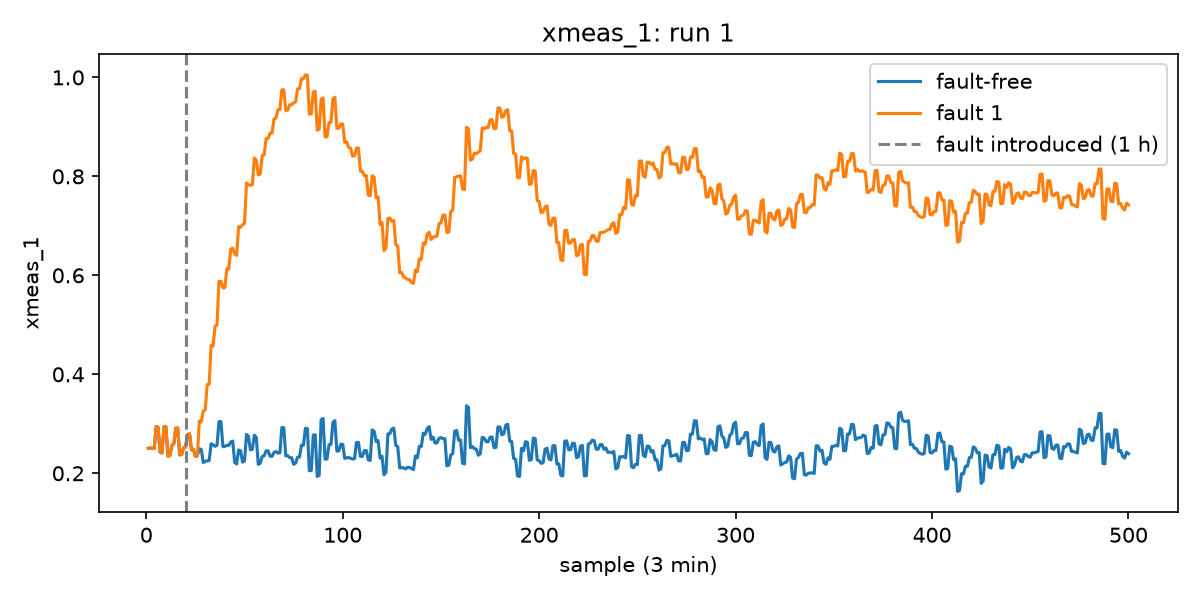 xmeas_1: run 1
fault-free
fault 1
fault introduced (1 h)
xmeas_1
1.0
0.8
0.6
0.4
0.2
0 100 200 300 400 500
sample (3 min)